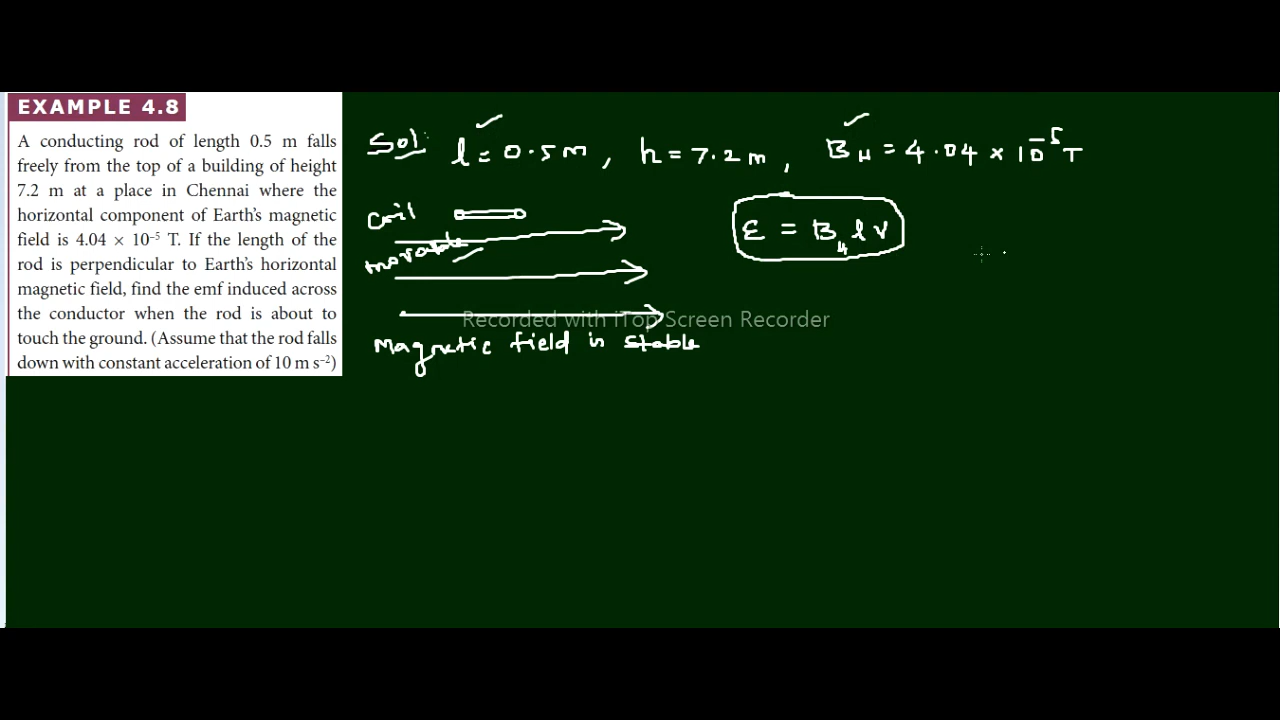 EXAMPLE 4.8
A conducting rod of length 0.5 m falls
freely from the top of a building of height
7.2 m at a place in Chennai where the
horizontal component of Earth's magnetic
field is 4.04 × 10⁻⁵ T. If the length of the
rod is perpendicular to Earth's horizontal
magnetic field, find the emf induced across
the conductor when the rod is about to
touch the ground. (Assume that the rod falls
down with constant acceleration of 10 m s⁻²)
Sol: l = 0.5m, h = 7.2m, B_H = 4.04 × 10⁻⁵ T
Coil
movable
ε = B_H l v
Recorded with iTop Screen Recorder
Magnetic field is stable